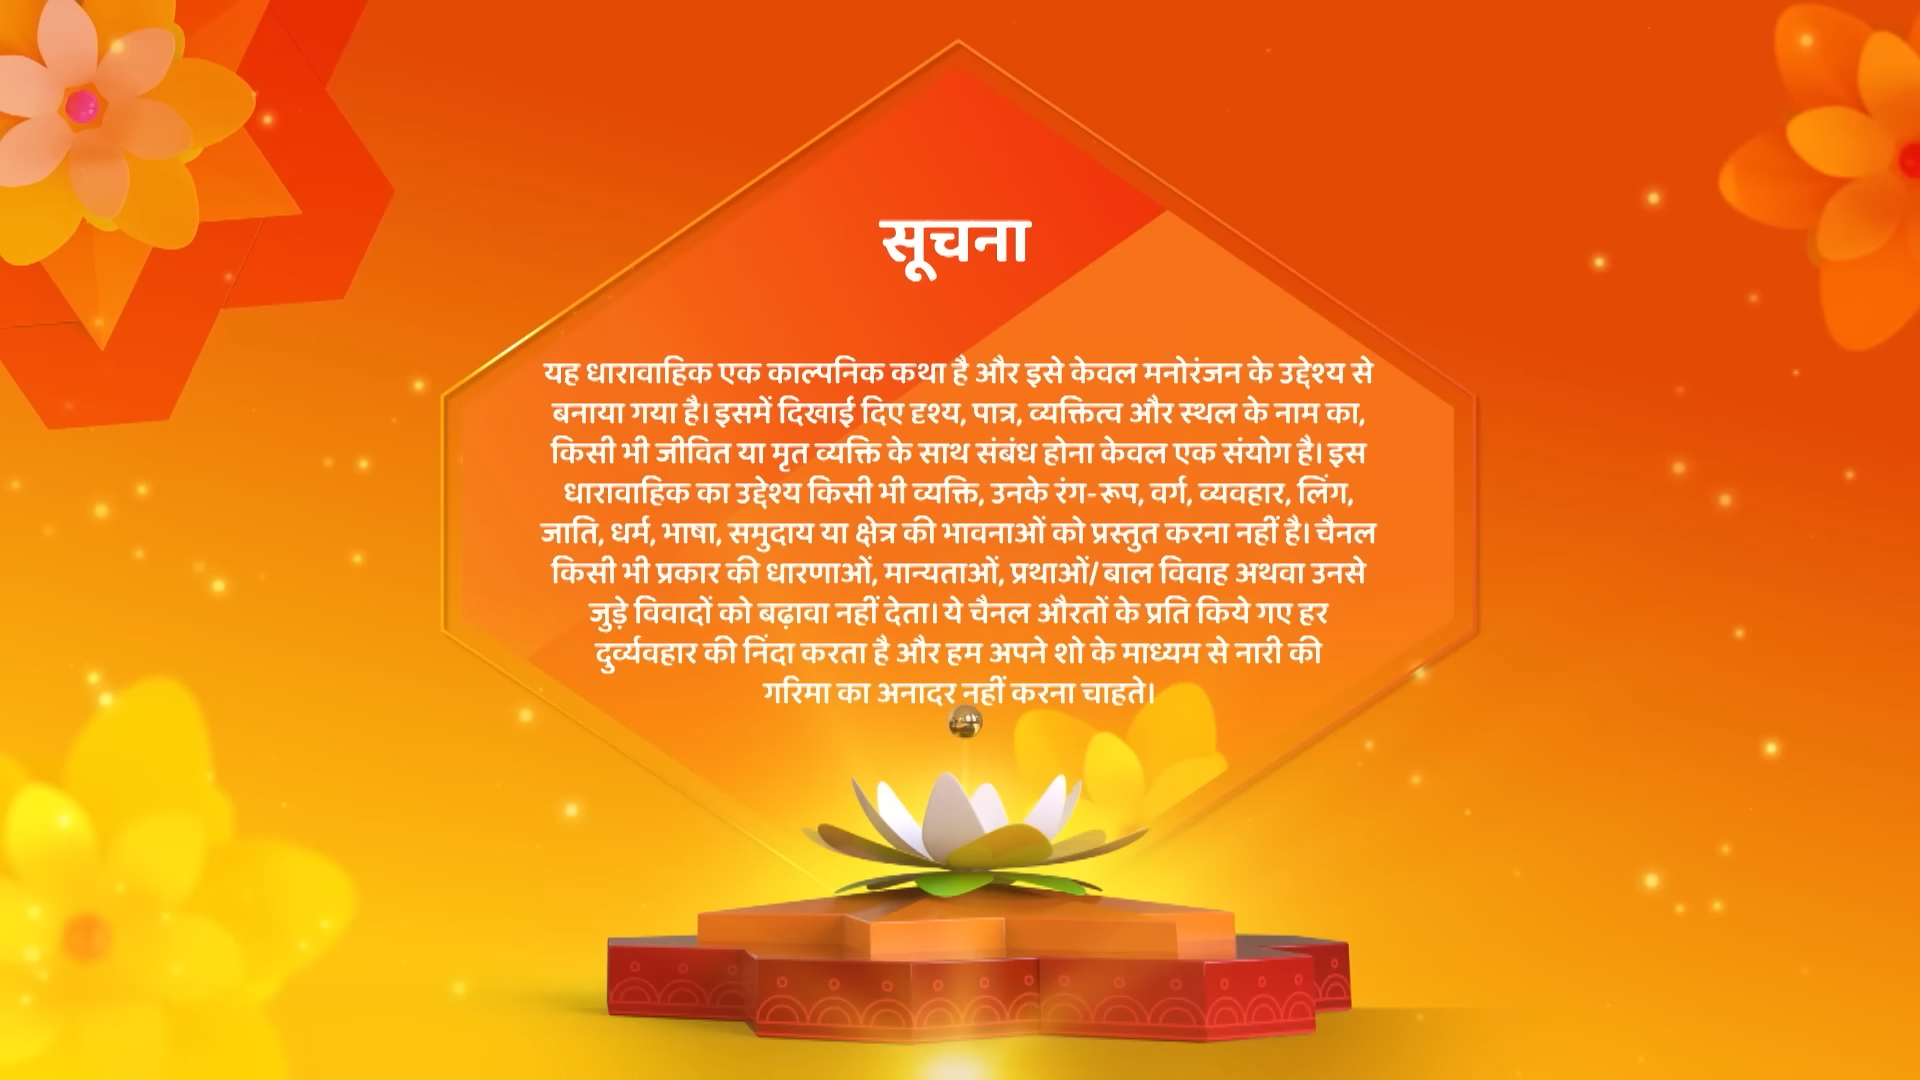 सूचना
यह धारावाहिक एक काल्पनिक कथा है और इसे केवल मनोरंजन के उद्देश्य से
बनाया गया है। इसमें दिखाई दिए दृश्य, पात्र, व्यक्तित्व और स्थल के नाम का,
किसी भी जीवित या मृत व्यक्ति के साथ संबंध होना केवल एक संयोग है। इस
धारावाहिक का उद्देश्य किसी भी व्यक्ति, उनके रंग-रूप, वर्ग, व्यवहार, लिंग,
जाति, धर्म, भाषा, समुदाय या क्षेत्र की भावनाओं को प्रस्तुत करना नहीं है। चैनल
किसी भी प्रकार की धारणाओं, मान्यताओं, प्रथाओं/ बाल विवाह अथवा उनसे
जुड़े विवादों को बढ़ावा नहीं देता। ये चैनल औरतों के प्रति किये गए हर
दुर्व्यवहार की निंदा करता है और हम अपने शो के माध्यम से नारी की
गरिमा का अनादर नहीं करना चाहते।